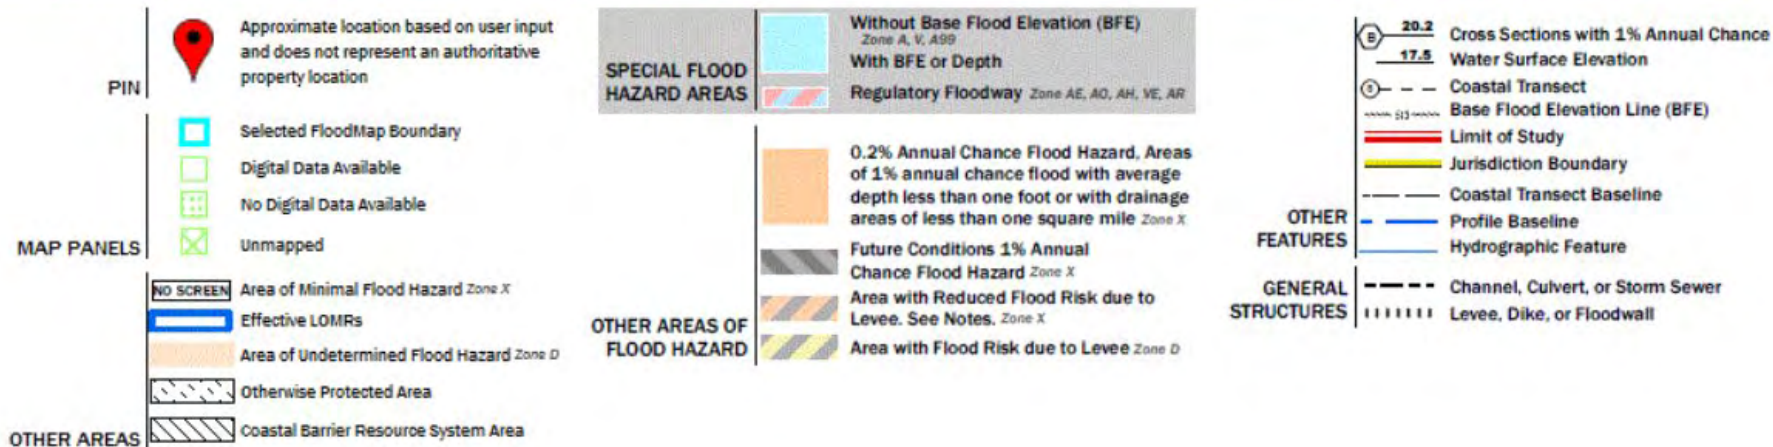 PIN
Approximate location based on user input
and does not represent an authoritative
property location
MAP PANELS
Selected FloodMap Boundary
Digital Data Available
No Digital Data Available
Unmapped
OTHER AREAS
NO SCREEN Area of Minimal Flood Hazard Zone X
Effective LOMRs
Area of Undetermined Flood Hazard Zone D
Otherwise Protected Area
Coastal Barrier Resource System Area
SPECIAL FLOOD
HAZARD AREAS
Without Base Flood Elevation (BFE)
Zone A, V, A99
With BFE or Depth
Regulatory Floodway Zone AE, AO, AH, VE, AR
OTHER AREAS OF
FLOOD HAZARD
0.2% Annual Chance Flood Hazard, Areas
of 1% annual chance flood with average
depth less than one foot or with drainage
areas of less than one square mile Zone X
Future Conditions 1% Annual
Chance Flood Hazard Zone X
Area with Reduced Flood Risk due to
Levee. See Notes. Zone X
Area with Flood Risk due to Levee Zone D
OTHER
FEATURES
B 20.2 Cross Sections with 1% Annual Chance
17.5 Water Surface Elevation
8 Coastal Transect
513 Base Flood Elevation Line (BFE)
Limit of Study
Jurisdiction Boundary
Coastal Transect Baseline
Profile Baseline
Hydrographic Feature
GENERAL
STRUCTURES
Channel, Culvert, or Storm Sewer
Levee, Dike, or Floodwall